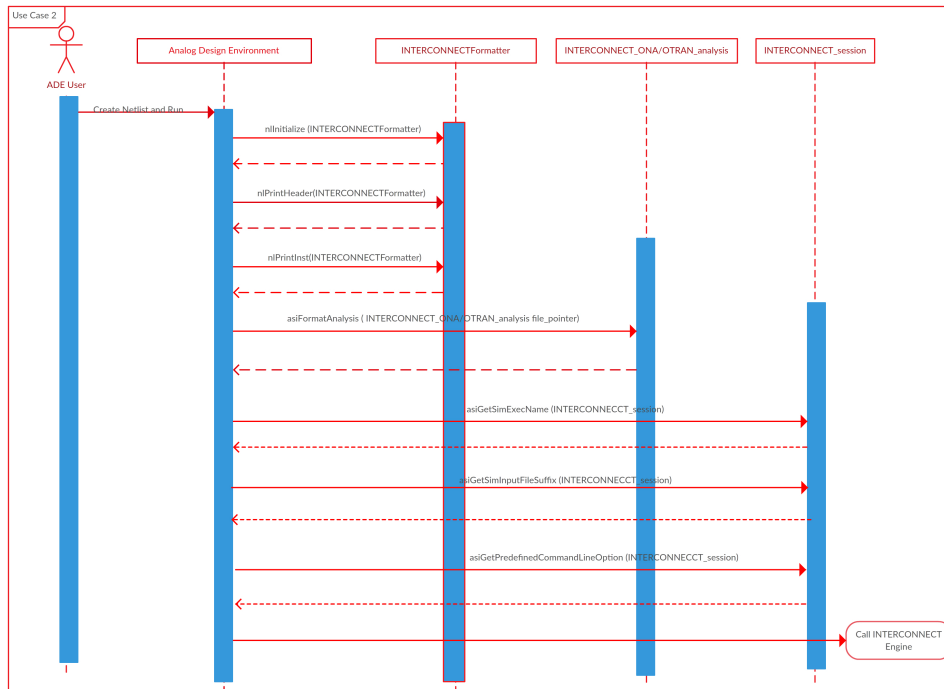 Use Case 2
ADE User
Analog Design Environment
INTERCONNECTFormatter
INTERCONNECT_ONA/OTRAN_analysis
INTERCONNECT_session
Create Netlist and Run
nlInitialize (INTERCONNECTFormatter)
nlPrintHeader(INTERCONNECTFormatter)
nlPrintInst(INTERCONNECTFormatter)
asiFormatAnalysis ( INTERCONNECT_ONA/OTRAN_analysis file_pointer)
asiGetSimExecName (INTERCONNECCT_session)
asiGetSimInputFileSuffix (INTERCONNECCT_session)
asiGetPredefinedCommandLineOption (INTERCONNECCT_session)
Call INTERCONNECT
Engine